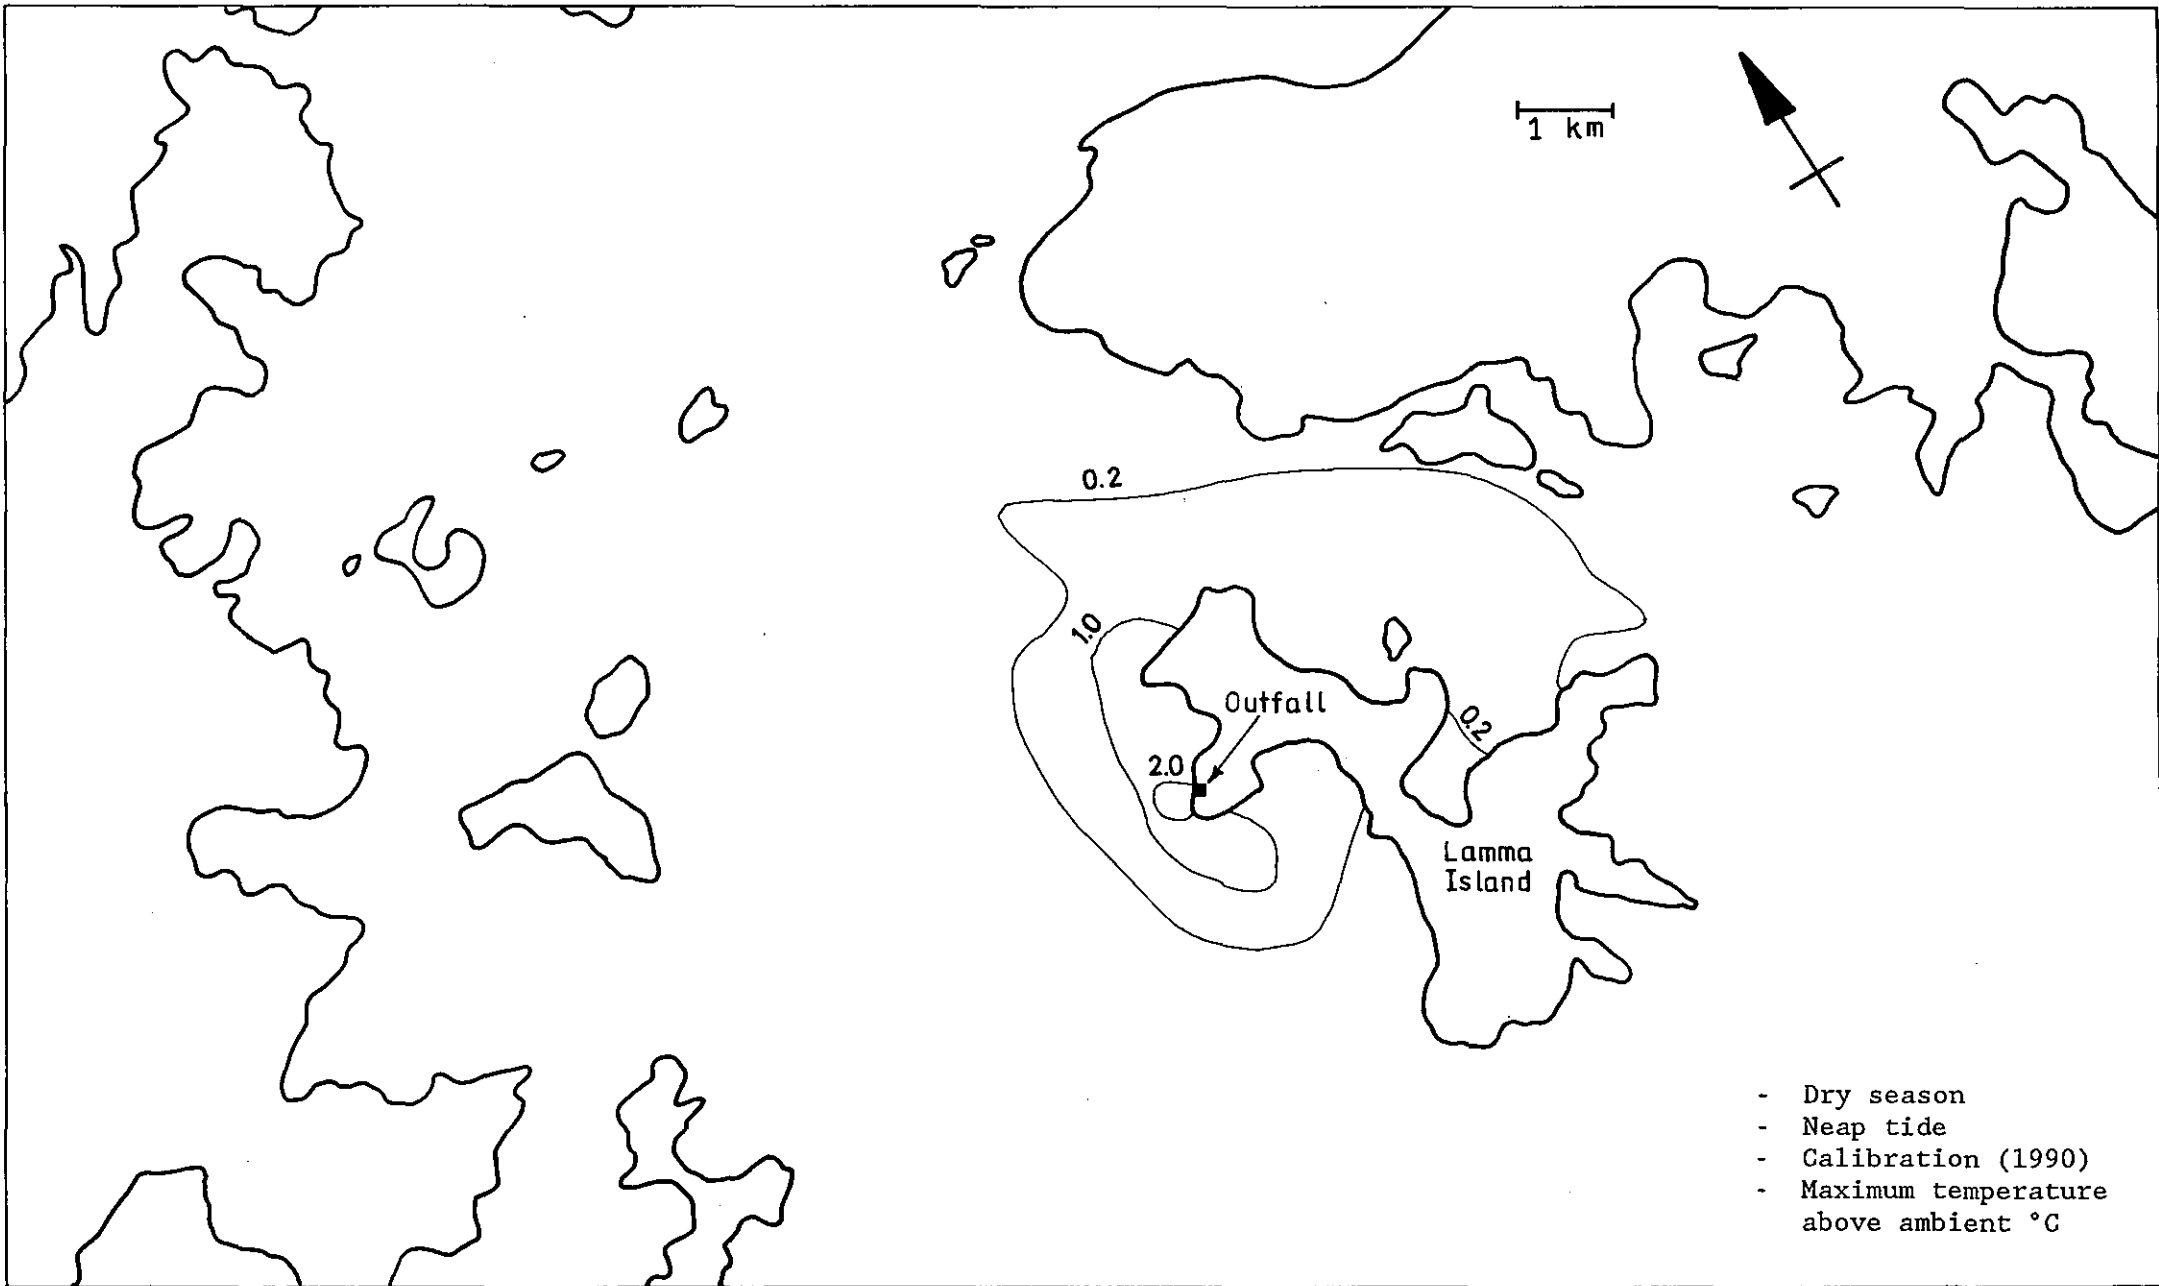 1 km
0.2
1.0
Outfall
0.2
2.0
Lamma
Island
- Dry season
- Neap tide
- Calibration (1990)
- Maximum temperature
above ambient °C